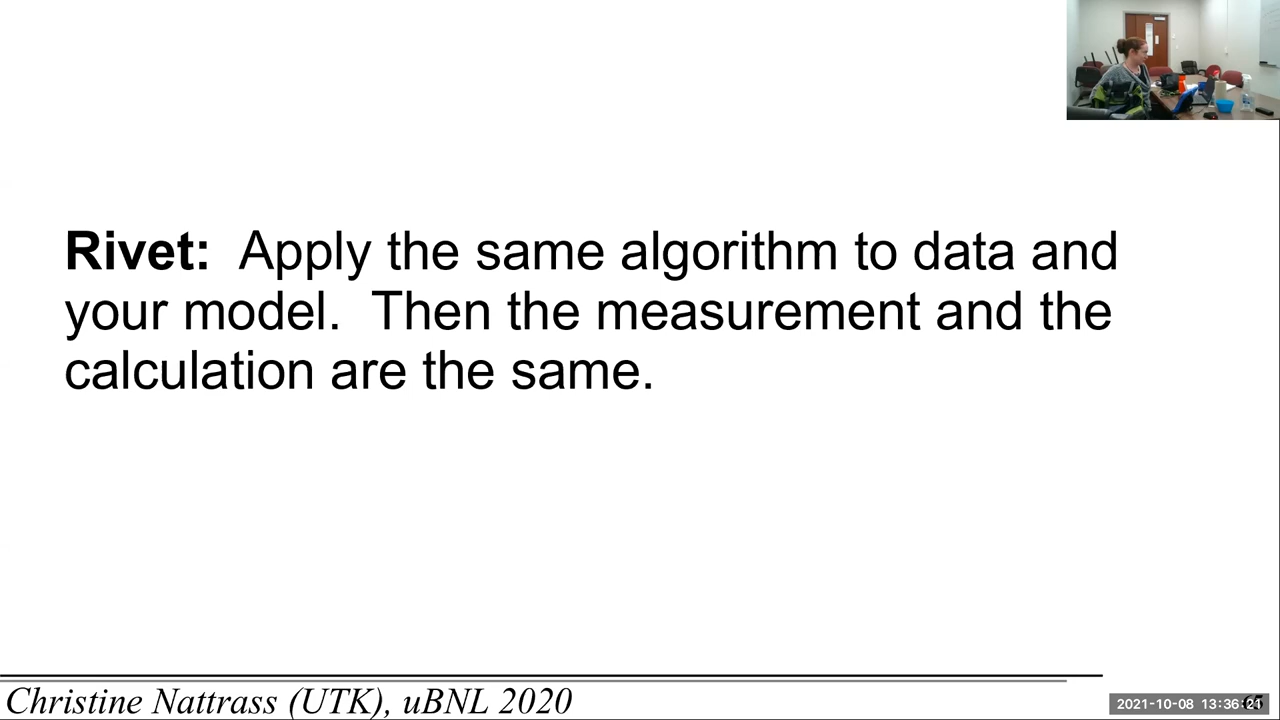 Rivet: Apply the same algorithm to data and
your model. Then the measurement and the
calculation are the same.
Christine Nattrass (UTK), uBNL 2020
2021-10-08 13:36:21